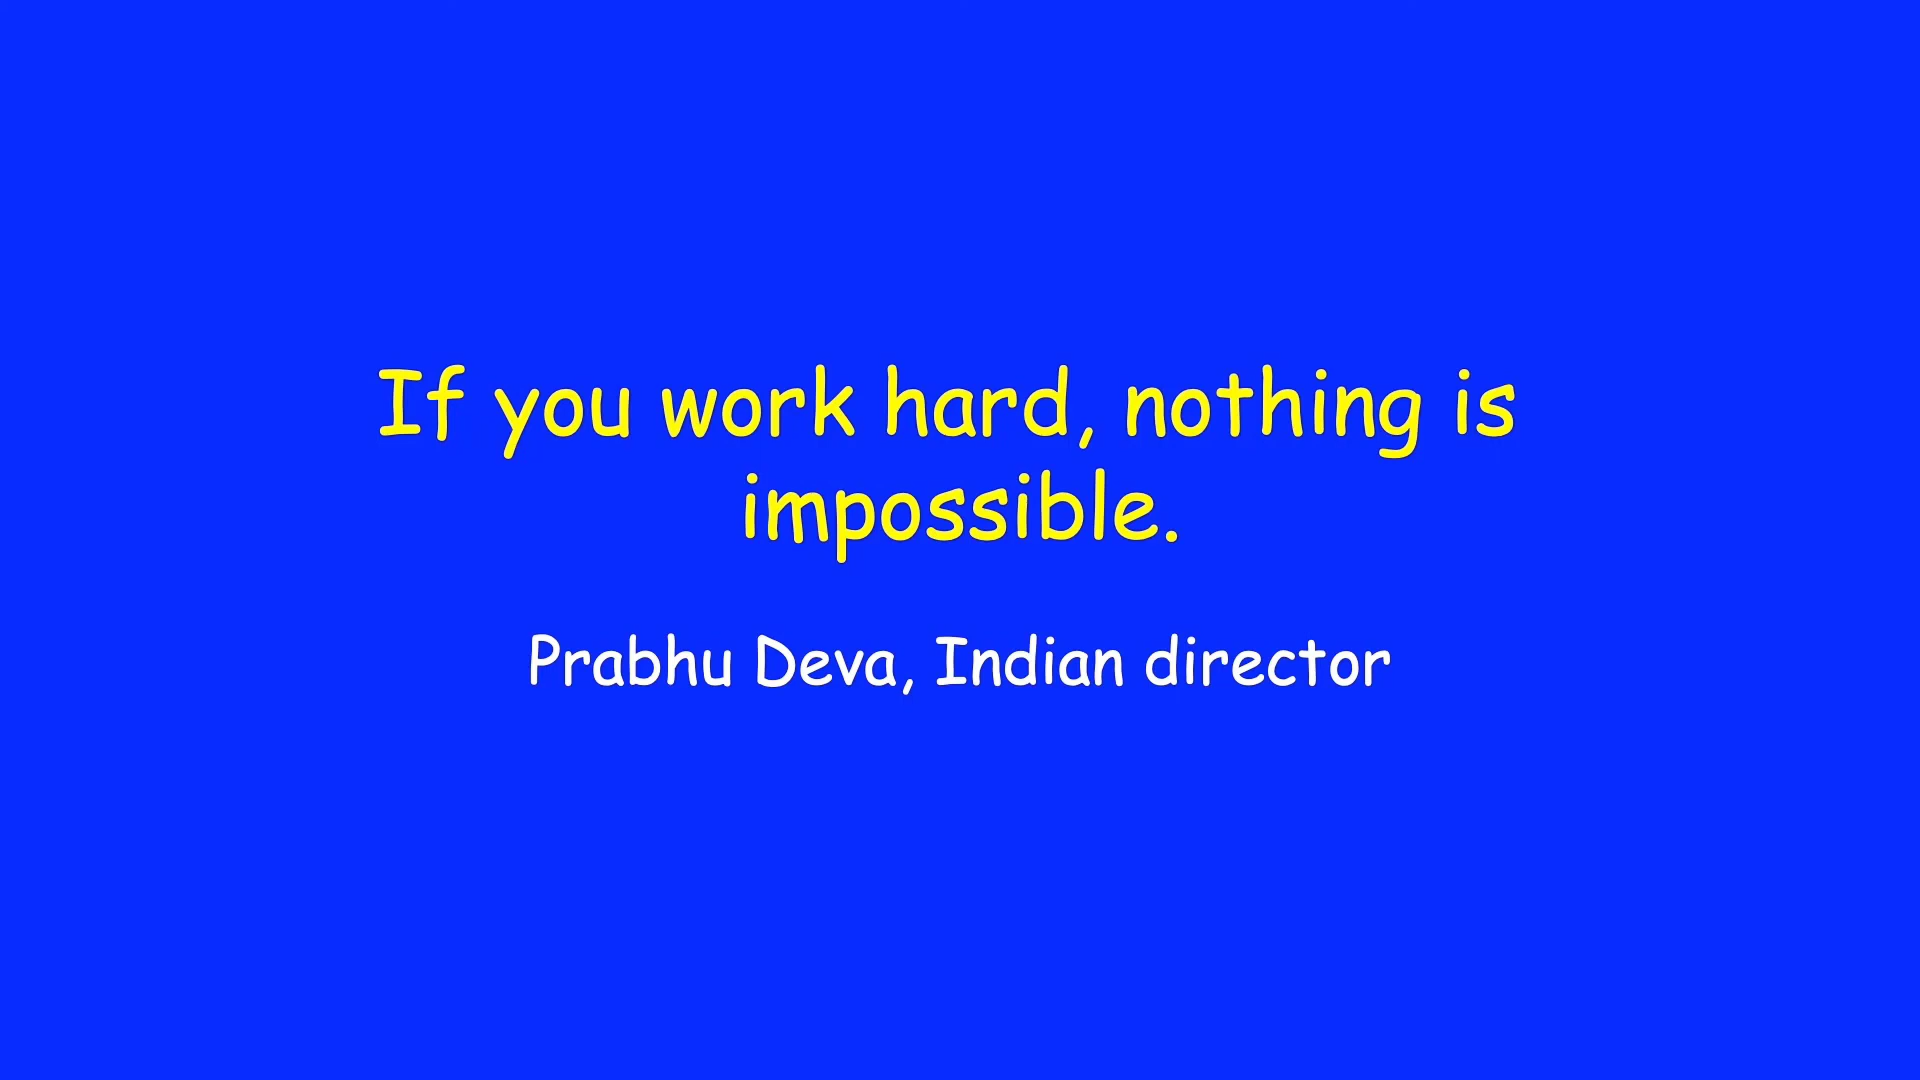 If you work hard, nothing is
impossible.
Prabhu Deva, Indian director